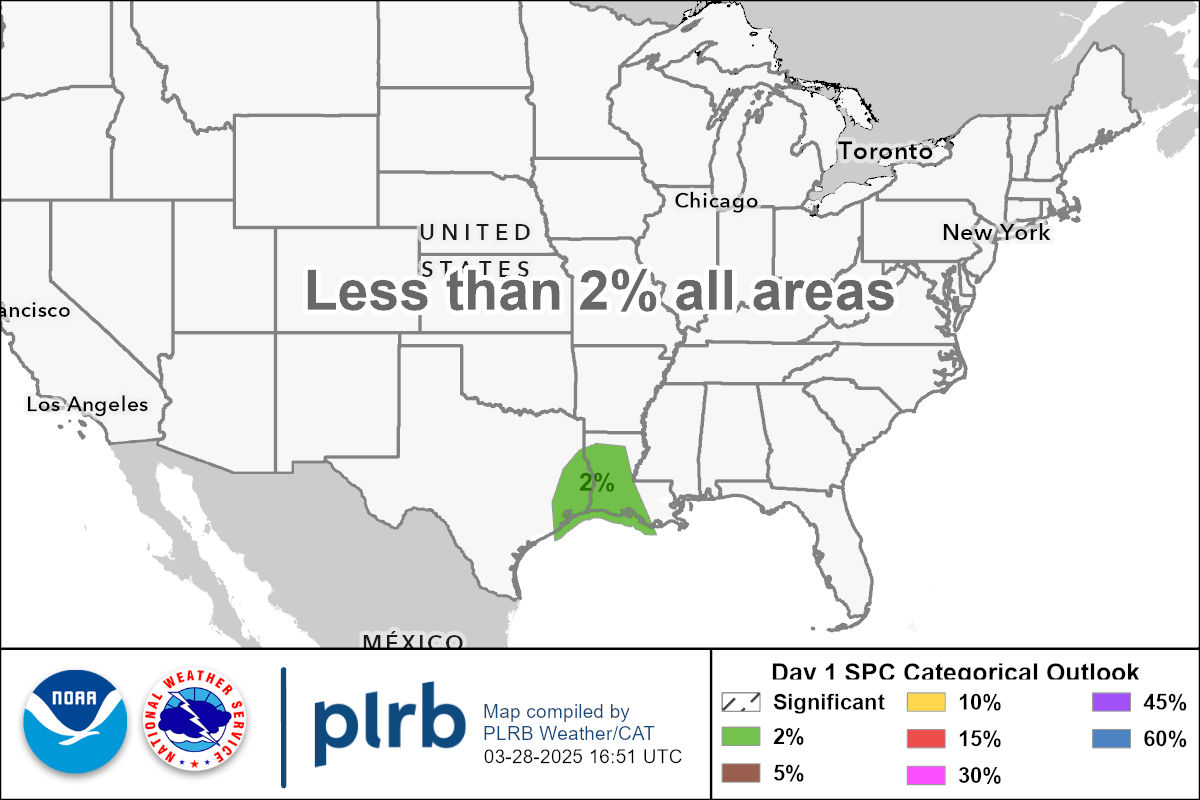 Toronto
Chicago
New York
UNITED
STATES
Less than 2% all areas
ancisco
Los Angeles
2%
MÉXICO
NOAA
NATIONAL WEATHER SERVICE
plrb
Map compiled by
PLRB Weather/CAT
03-28-2025 16:51 UTC
Day 1 SPC Categorical Outlook
Significant
2%
5%
10%
15%
30%
45%
60%